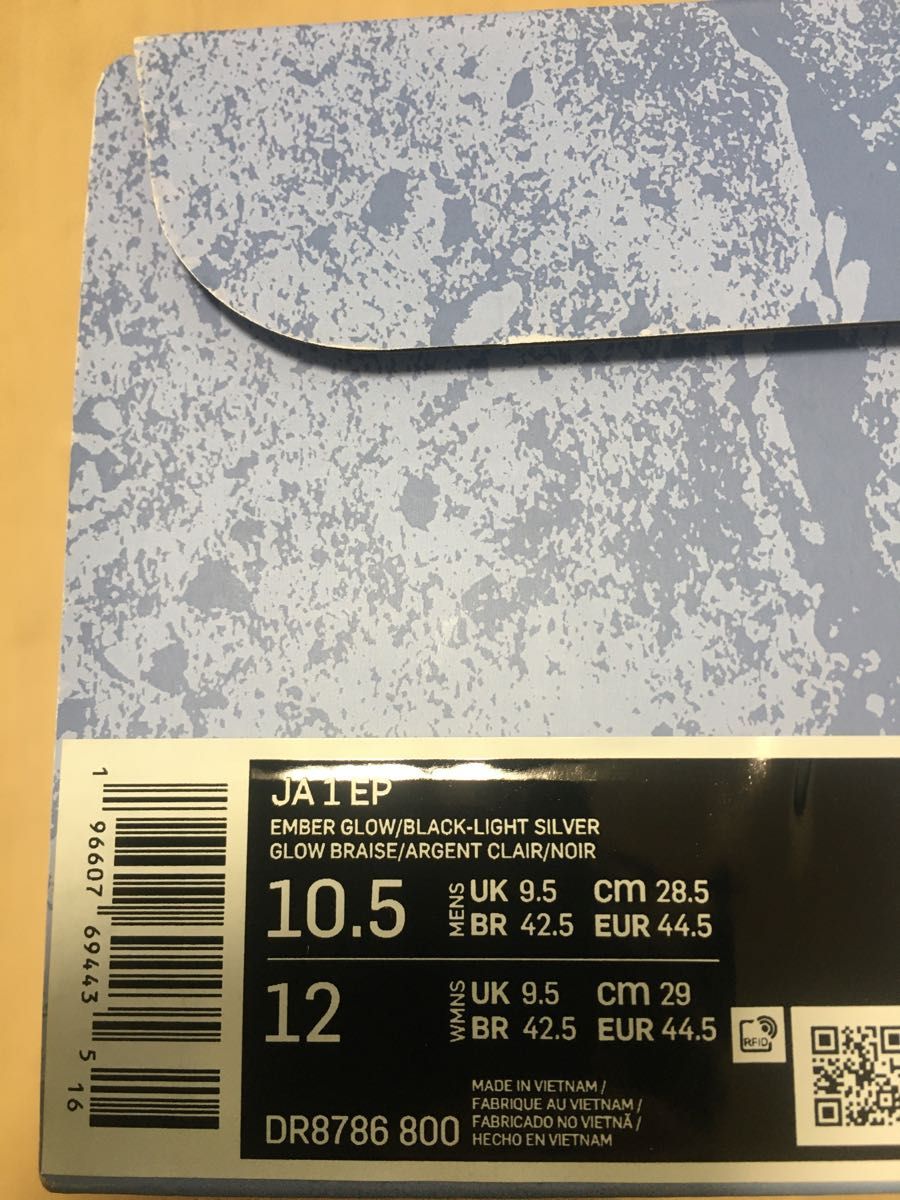 JA 1 EP
EMBER GLOW/BLACK-LIGHT SILVER
GLOW BRAISE/ARGENT CLAIR/NOIR
10.5 MENS UK 9.5 cm 28.5
BR 42.5 EUR 44.5
12 WMNS UK 9.5 cm 29
BR 42.5 EUR 44.5
RFID
DR8786 800
MADE IN VIETNAM /
FABRIQUE AU VIETNAM /
FABRICADO NO VIETNÃ /
HECHO EN VIETNAM
1 96607 69443 5 16